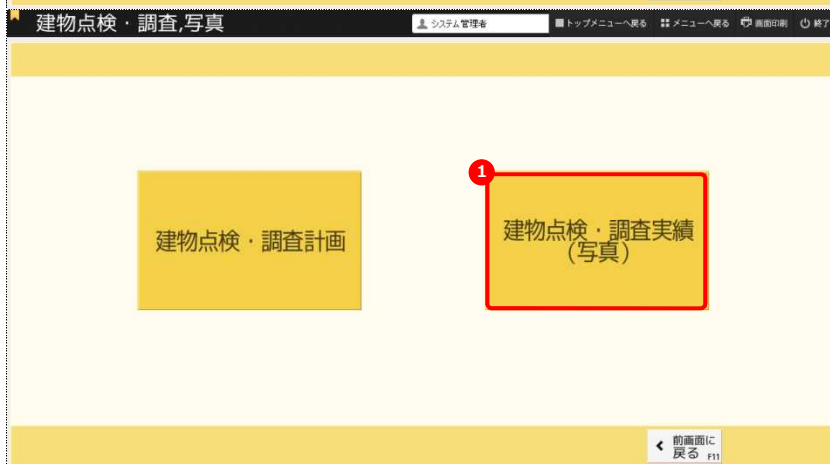 建物点検・調査,写真
システム管理者
トップメニューへ戻る
メニューへ戻る
画面印刷
終了
1
建物点検・調査計画
建物点検・調査実績
(写真)
前画面に
戻る F11